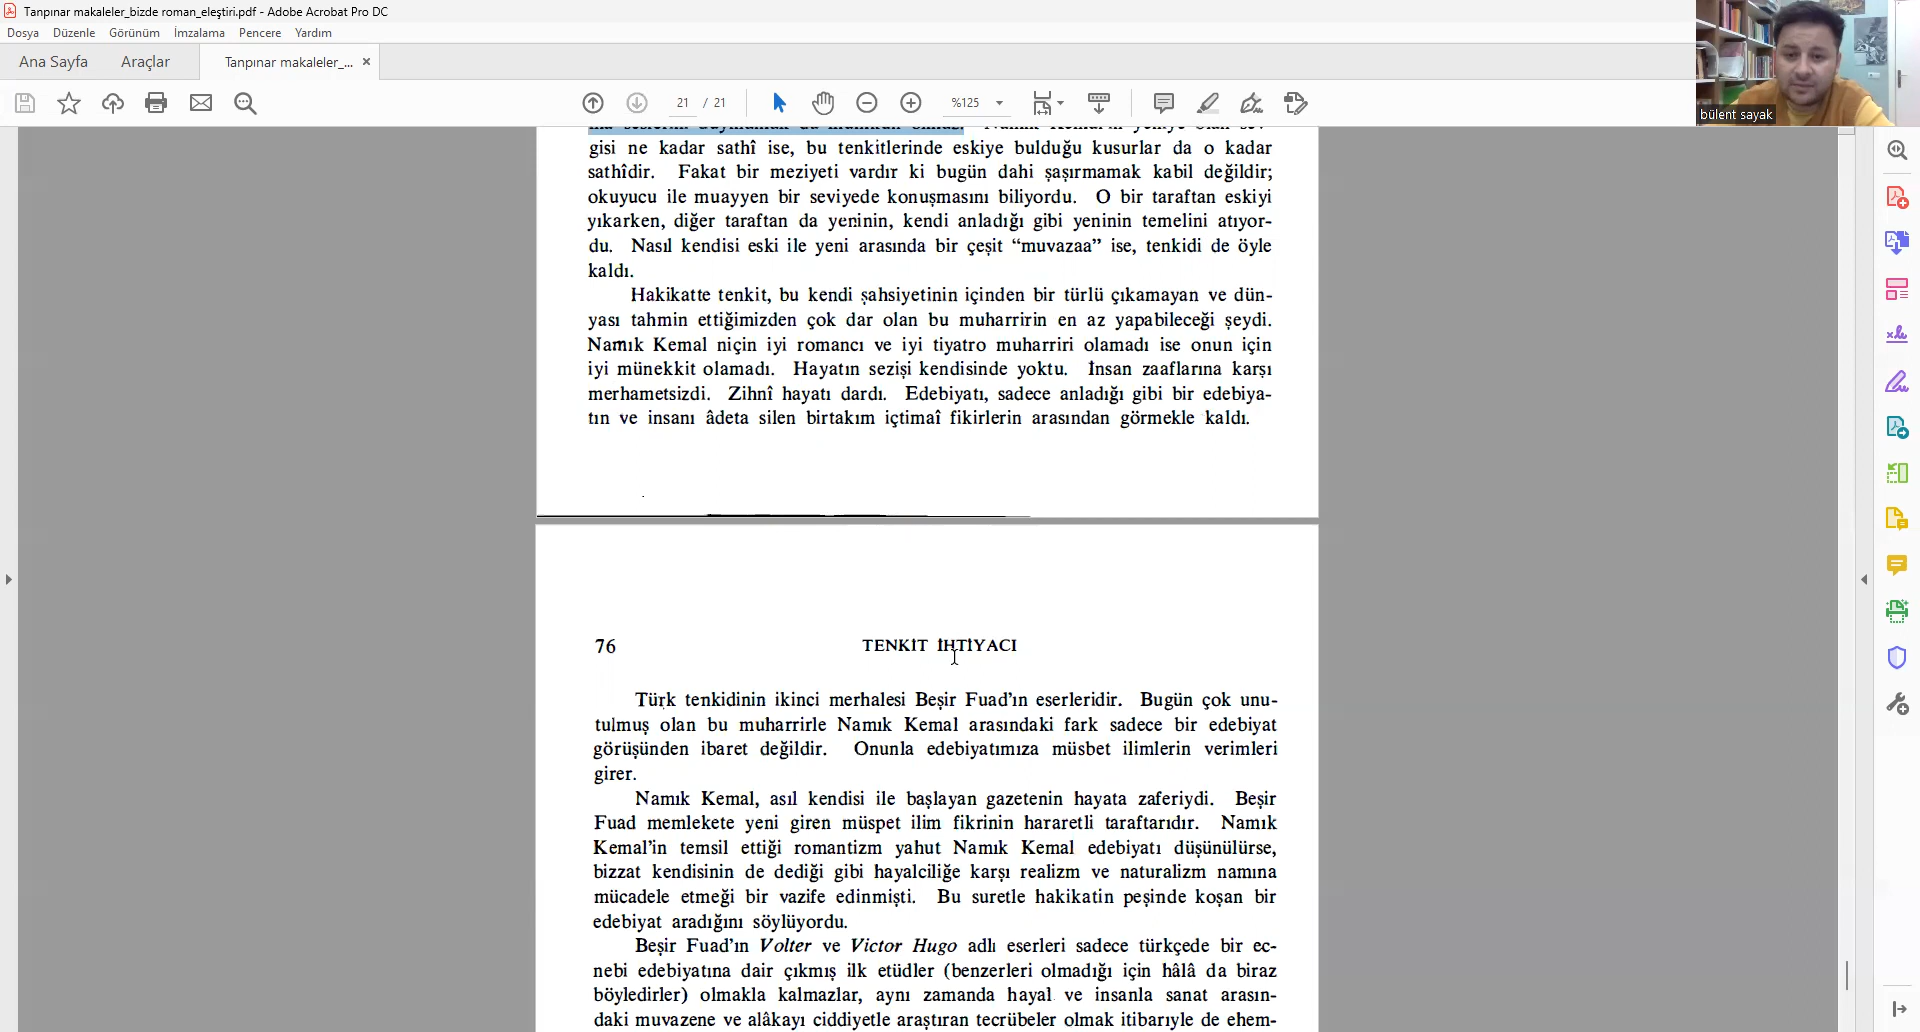 Tanpınar makaleler_bizde roman_eleştiri.pdf - Adobe Acrobat Pro DC
Dosya Düzenle Görünüm İmzalama Pencere Yardım
Ana Sayfa Araçlar Tanpınar makaleler_... ×
21 / 21 %125
bülent sayak
gisi ne kadar sathî ise, bu tenkitlerinde eskiye bulduğu kusurlar da o kadar
sathîdir. Fakat bir meziyeti vardır ki bugün dahi şaşırmamak kabil değildir;
okuyucu ile muayyen bir seviyede konuşmasını biliyordu. O bir taraftan eskiyi
yıkarken, diğer taraftan da yeninin, kendi anladığı gibi yeninin temelini atıyor-
du. Nasıl kendisi eski ile yeni arasında bir çeşit “muvazaa” ise, tenkidi de öyle
kaldı.
Hakikatte tenkit, bu kendi şahsiyetinin içinden bir türlü çıkamayan ve dün-
yası tahmin ettiğimizden çok dar olan bu muharririn en az yapabileceği şeydi.
Namık Kemal niçin iyi romancı ve iyi tiyatro muharriri olamadı ise onun için
iyi münekkit olamadı. Hayatın sezişi kendisinde yoktu. İnsan zaaflarına karşı
merhametsizdi. Zihnî hayatı dardı. Edebiyatı, sadece anladığı gibi bir edebiya-
tın ve insanı âdeta silen birtakım içtimaî fikirlerin arasından görmekle kaldı.
76 TENKİT İHTİYACI
Türk tenkidinin ikinci merhalesi Beşir Fuad’ın eserleridir. Bugün çok unu-
tulmuş olan bu muharrirle Namık Kemal arasındaki fark sadece bir edebiyat
görüşünden ibaret değildir. Onunla edebiyatımıza müsbet ilimlerin verimleri
girer.
Namık Kemal, asıl kendisi ile başlayan gazetenin hayata zaferiydi. Beşir
Fuad memlekete yeni giren müspet ilim fikrinin hararetli taraftarıdır. Namık
Kemal’in temsil ettiği romantizm yahut Namık Kemal edebiyatı düşünülürse,
bizzat kendisinin de dediği gibi hayalciliğe karşı realizm ve naturalizm namına
mücadele etmeği bir vazife edinmişti. Bu suretle hakikatin peşinde koşan bir
edebiyat aradığını söylüyordu.
Beşir Fuad’ın Volter ve Victor Hugo adlı eserleri sadece türkçede bir ec-
nebi edebiyatına dair çıkmış ilk etüdler (benzerleri olmadığı için hâlâ da biraz
böyledirler) olmakla kalmazlar, aynı zamanda hayal ve insanla sanat arasın-
daki muvazene ve alâkayı ciddiyetle araştıran tecrübeler olmak itibarıyle de ehem-